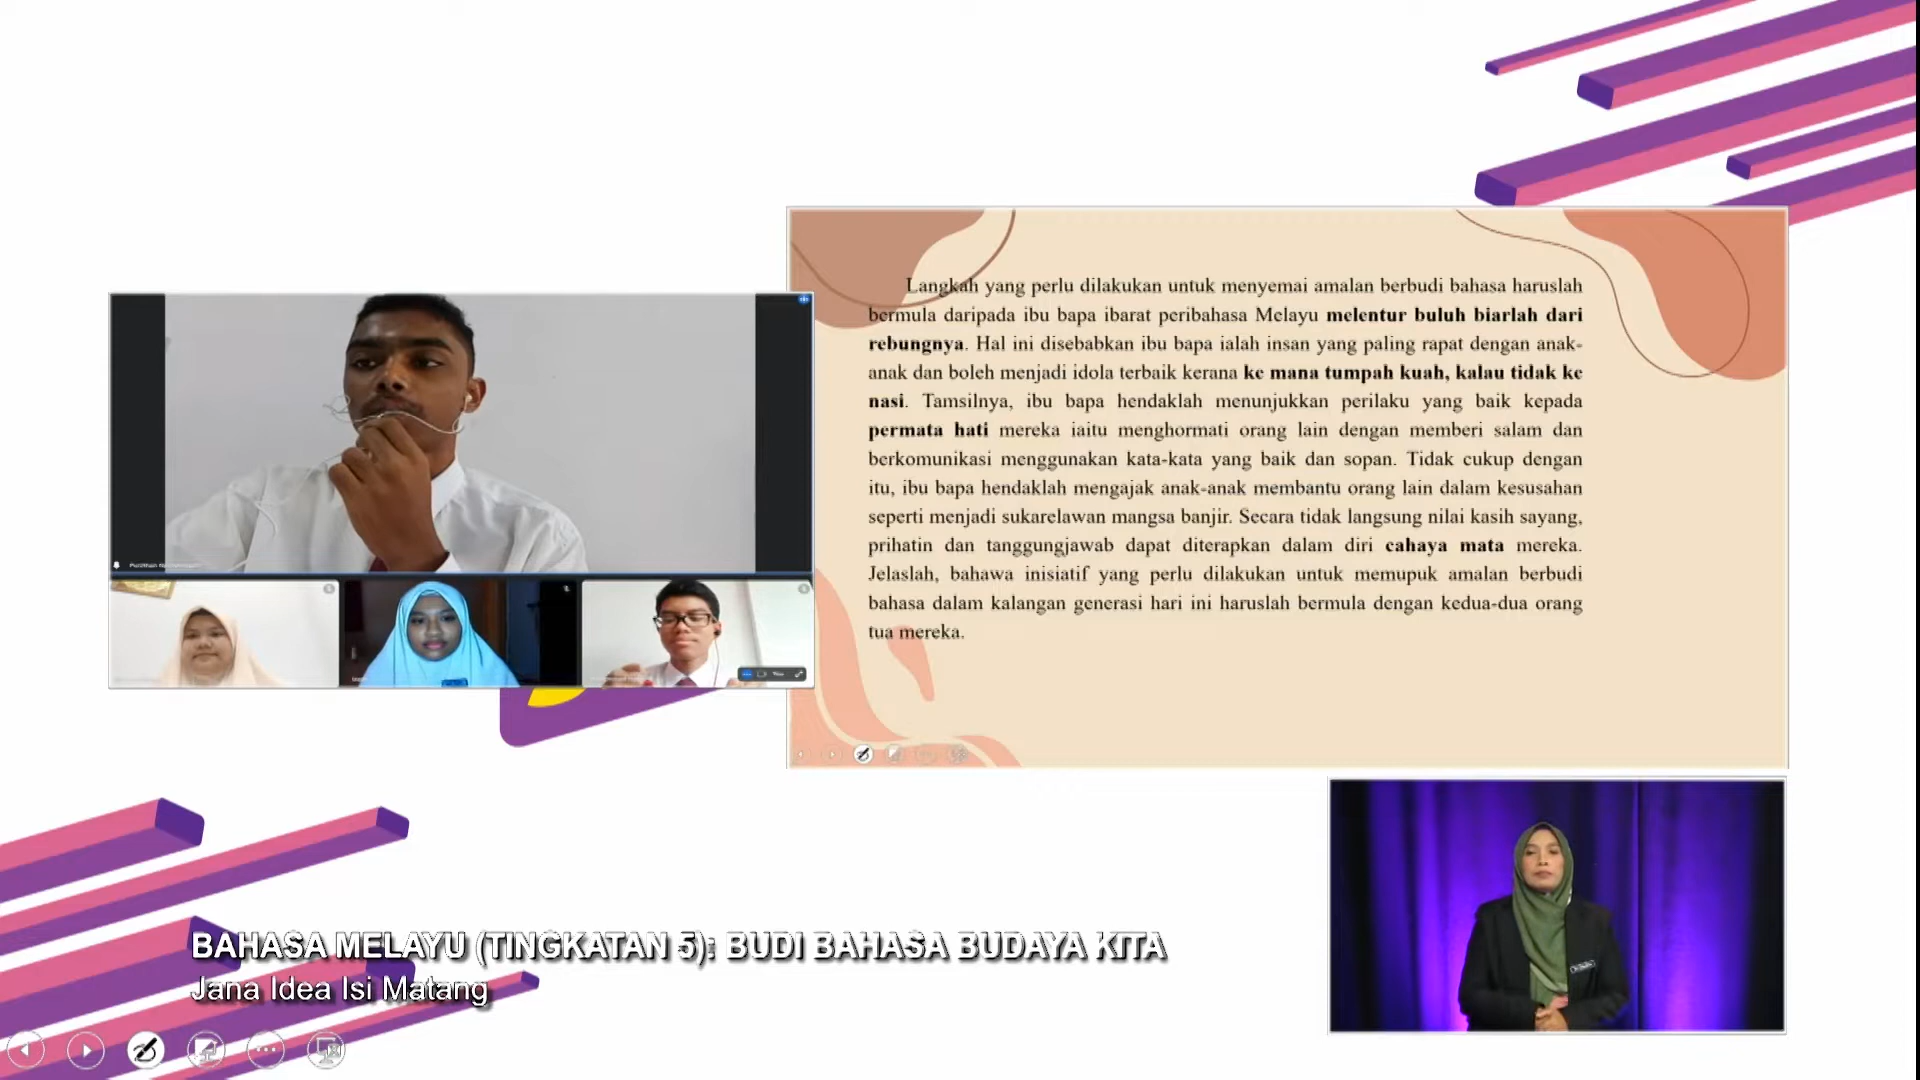 Langkah yang perlu dilakukan untuk menyemai amalan berbudi bahasa haruslah
bermula daripada ibu bapa ibarat peribahasa Melayu melentur buluh biarlah dari
rebungnya. Hal ini disebabkan ibu bapa ialah insan yang paling rapat dengan anak-
anak dan boleh menjadi idola terbaik kerana ke mana tumpah kuah, kalau tidak ke
nasi. Tamsilnya, ibu bapa hendaklah menunjukkan perilaku yang baik kepada
permata hati mereka iaitu menghormati orang lain dengan memberi salam dan
berkomunikasi menggunakan kata-kata yang baik dan sopan. Tidak cukup dengan
itu, ibu bapa hendaklah mengajak anak-anak membantu orang lain dalam kesusahan
seperti menjadi sukarelawan mangsa banjir. Secara tidak langsung nilai kasih sayang,
prihatin dan tanggungjawab dapat diterapkan dalam diri cahaya mata mereka.
Jelaslah, bahawa inisiatif yang perlu dilakukan untuk memupuk amalan berbudi
bahasa dalam kalangan generasi hari ini haruslah bermula dengan kedua-dua orang
tua mereka.
BAHASA MELAYU (TINGKATAN 5): BUDI BAHASA BUDAYA KITA
Jana Idea Isi Matang